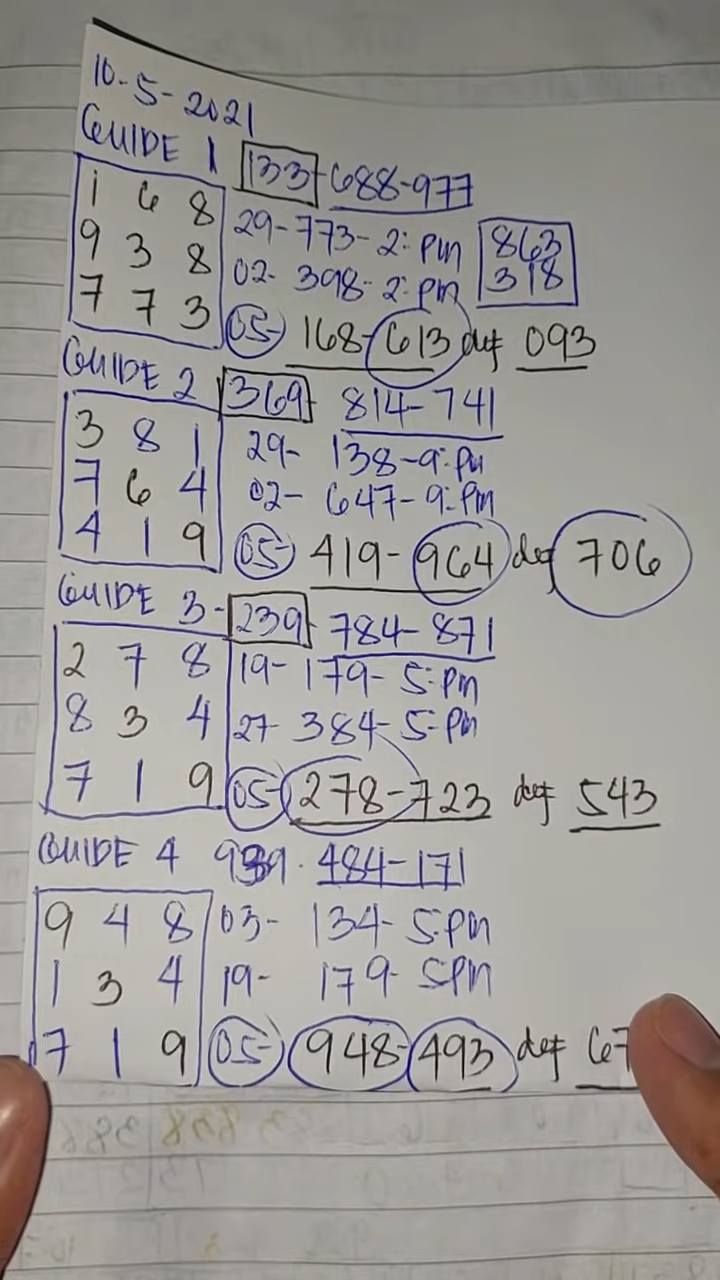 10-5-2021
GUIDE 1 133-688-977
1 6 8
9 3 8
7 7 3
29-773-2:pm
02-398-2:pm
863
318
05-168-613 def 093
GUIDE 2 369-814-741
3 8 1
7 6 4
4 1 9
29-138-9:pm
02-647-9:pm
05-419-964 def 706
GUIDE 3-239-784-871
2 7 8
8 3 4
7 1 9
19-179-5:pm
27-384-5:pm
05-278-723 def 543
GUIDE 4 939.484-171
9 4 8
1 3 4
7 1 9
03-134-5:pm
19-179-5pm
05-948-493 def 67